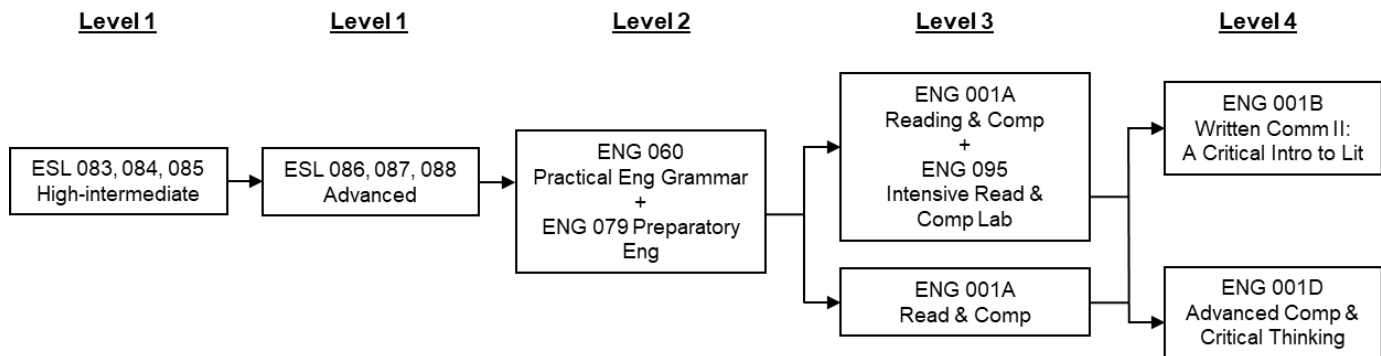 Level 1
Level 1
Level 2
Level 3
Level 4
ESL 083, 084, 085
High-intermediate
ESL 086, 087, 088
Advanced
ENG 060
Practical Eng Grammar
+
ENG 079 Preparatory
Eng
ENG 001A
Reading & Comp
+
ENG 095
Intensive Read &
Comp Lab
ENG 001A
Read & Comp
ENG 001B
Written Comm II:
A Critical Intro to Lit
ENG 001D
Advanced Comp &
Critical Thinking